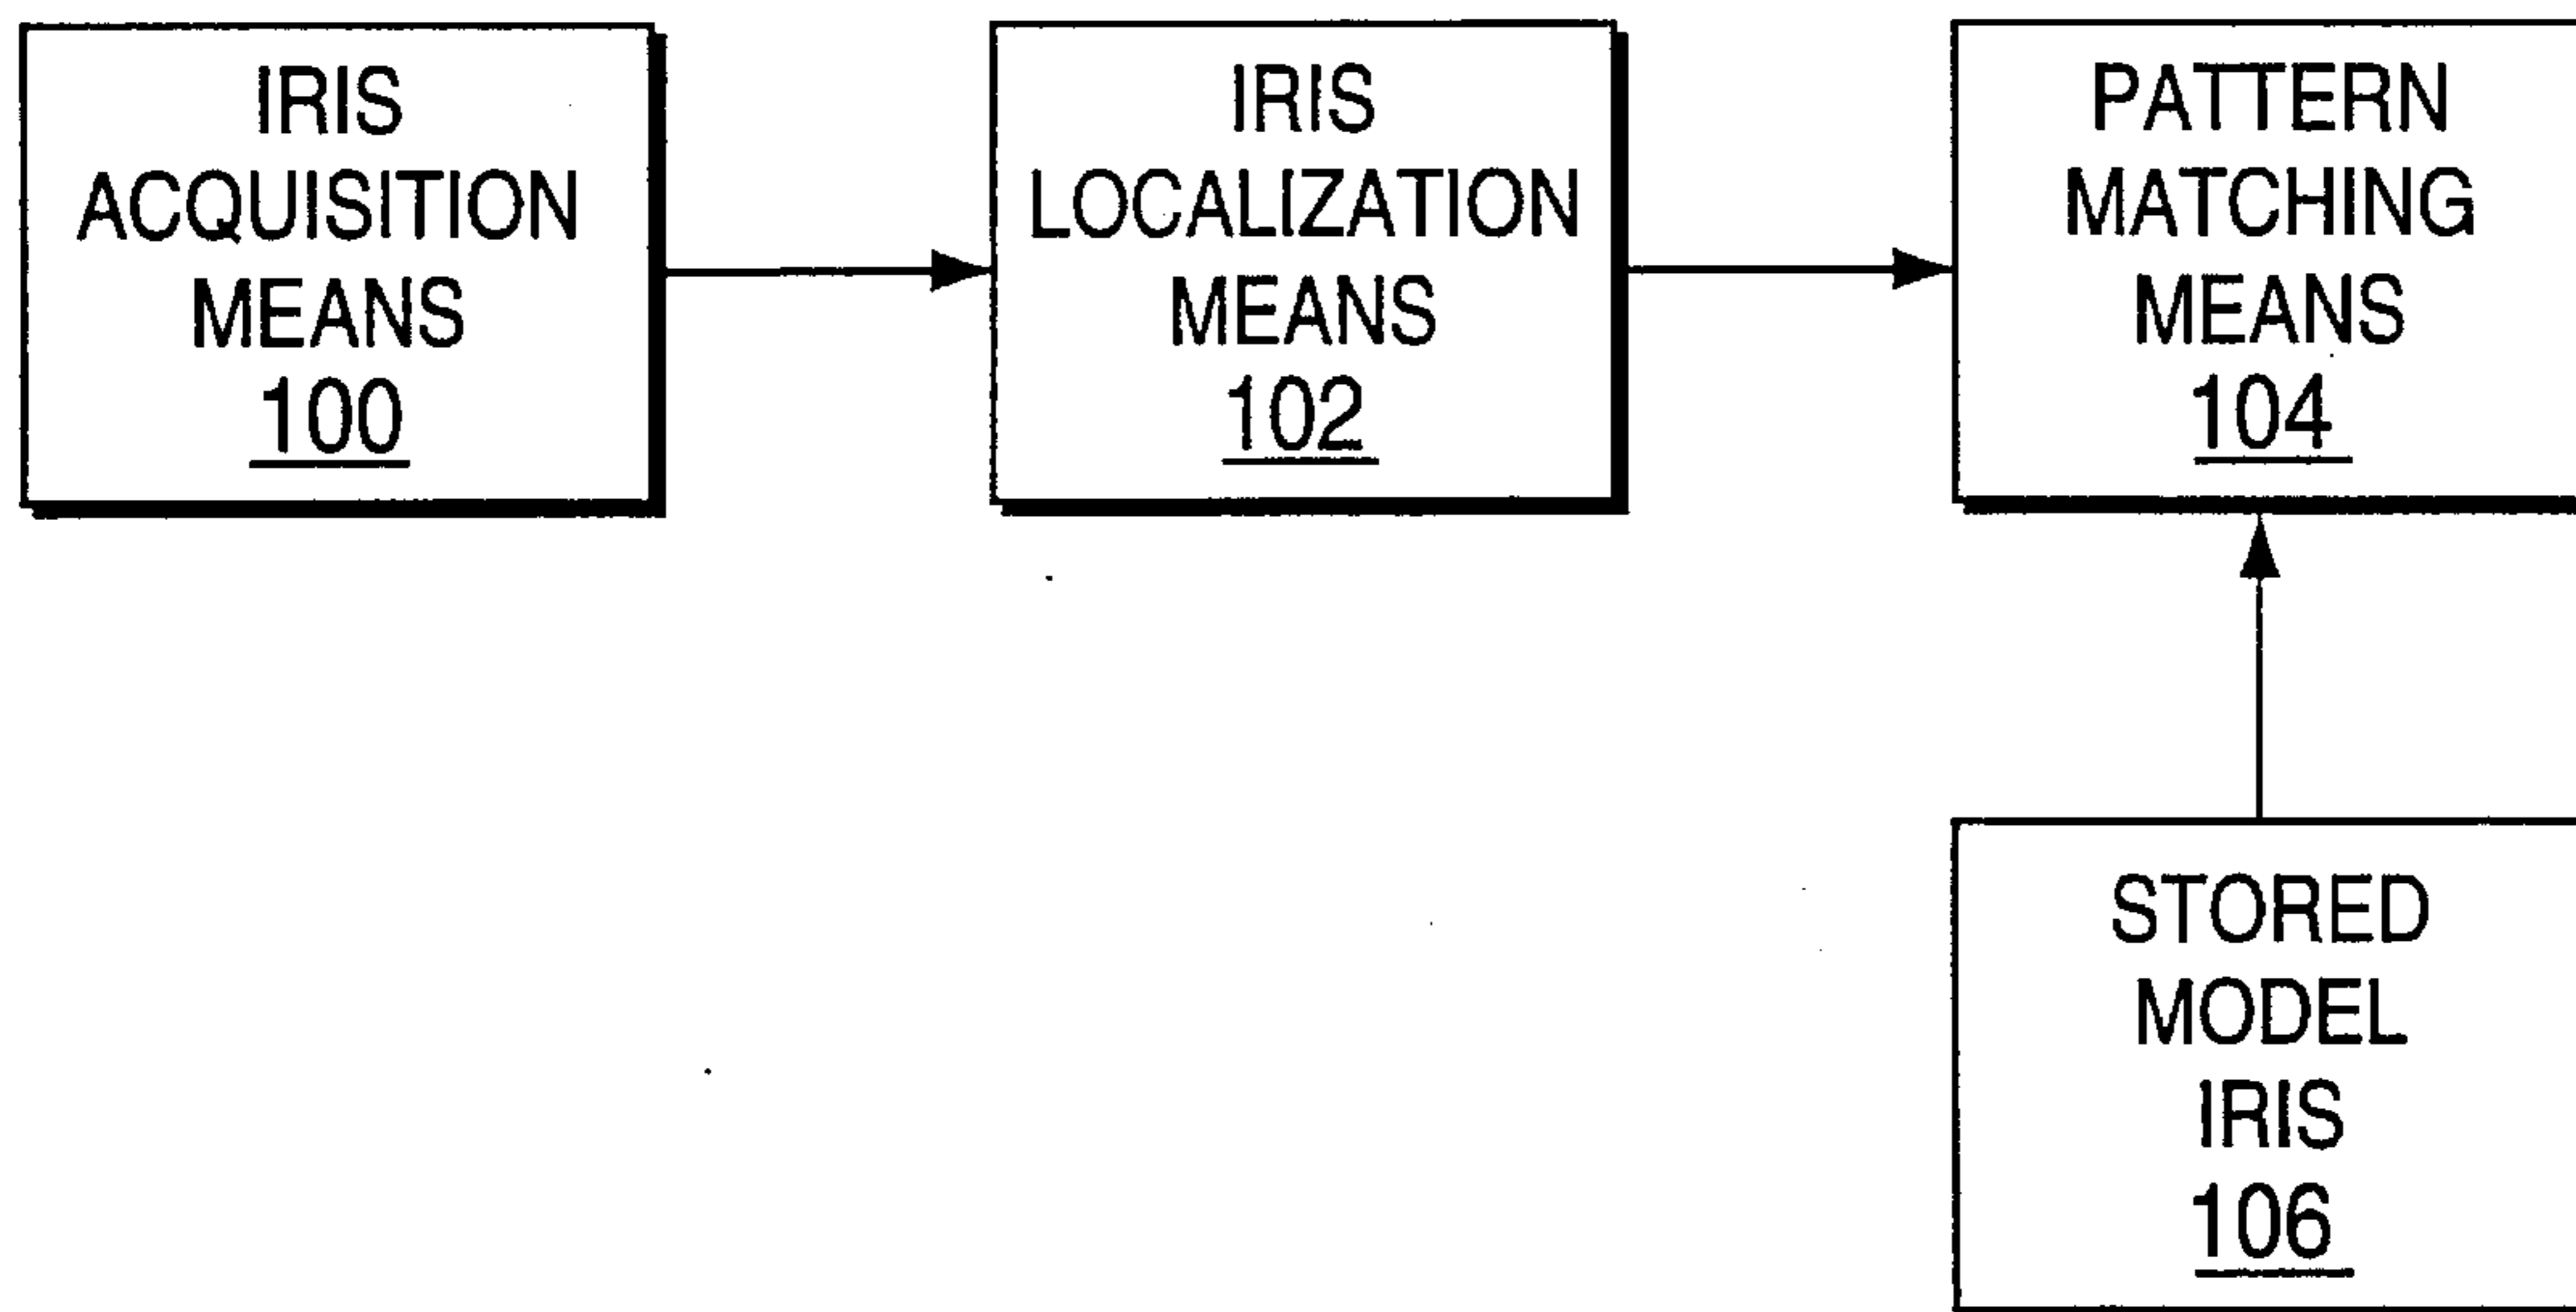 IRIS
ACQUISITION
MEANS
100
IRIS
LOCALIZATION
MEANS
102
PATTERN
MATCHING
MEANS
104
STORED
MODEL
IRIS
106